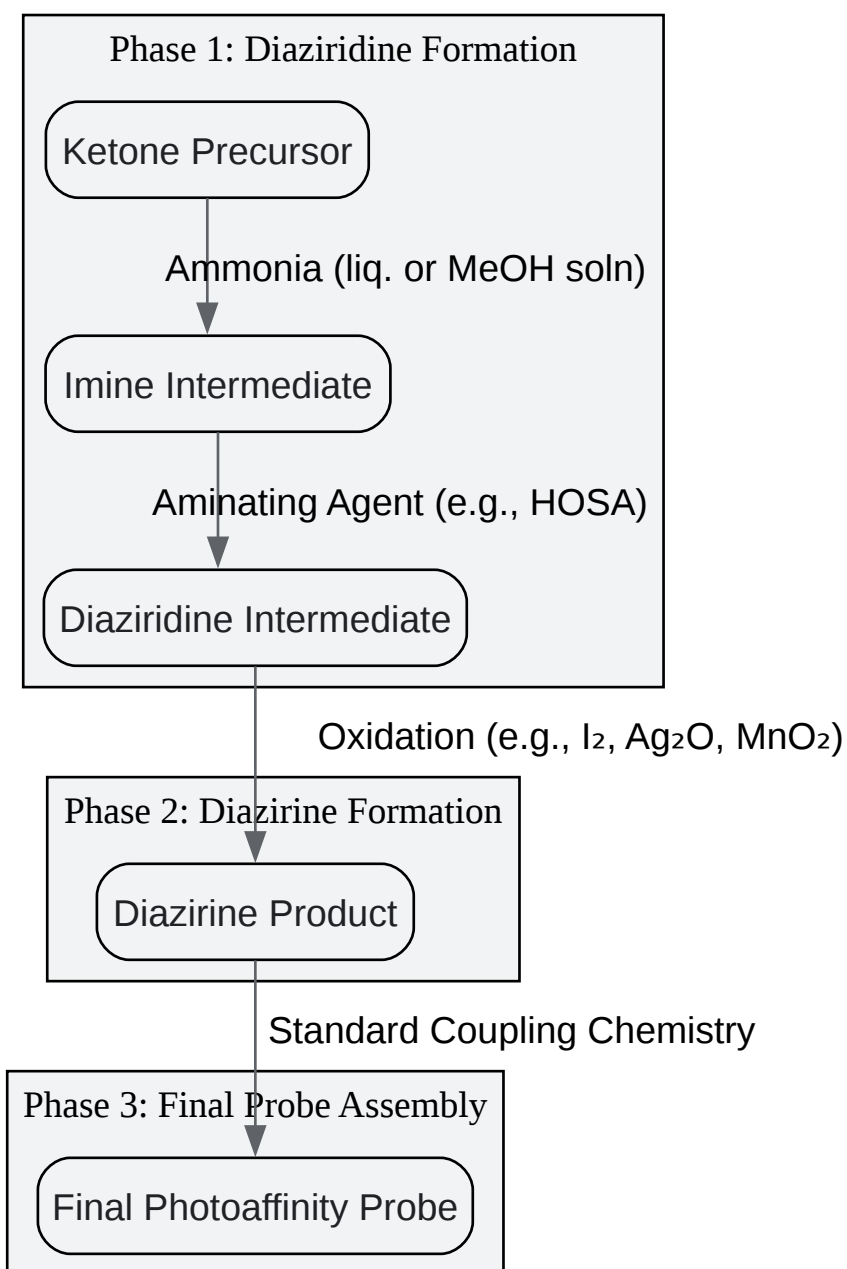 Phase 1: Diaziridine Formation
Ketone Precursor
Ammonia (liq. or MeOH soln)
Imine Intermediate
Aminating Agent (e.g., HOSA)
Diaziridine Intermediate
Oxidation (e.g., I₂, Ag₂O, MnO₂)
Phase 2: Diazirine Formation
Diazirine Product
Standard Coupling Chemistry
Phase 3: Final Probe Assembly
Final Photoaffinity Probe